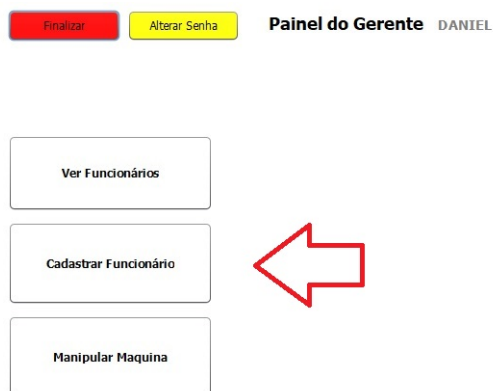 Finalizar Alterar Senha Painel do Gerente DANIEL
Ver Funcionários
Cadastrar Funcionário
Manipular Maquina